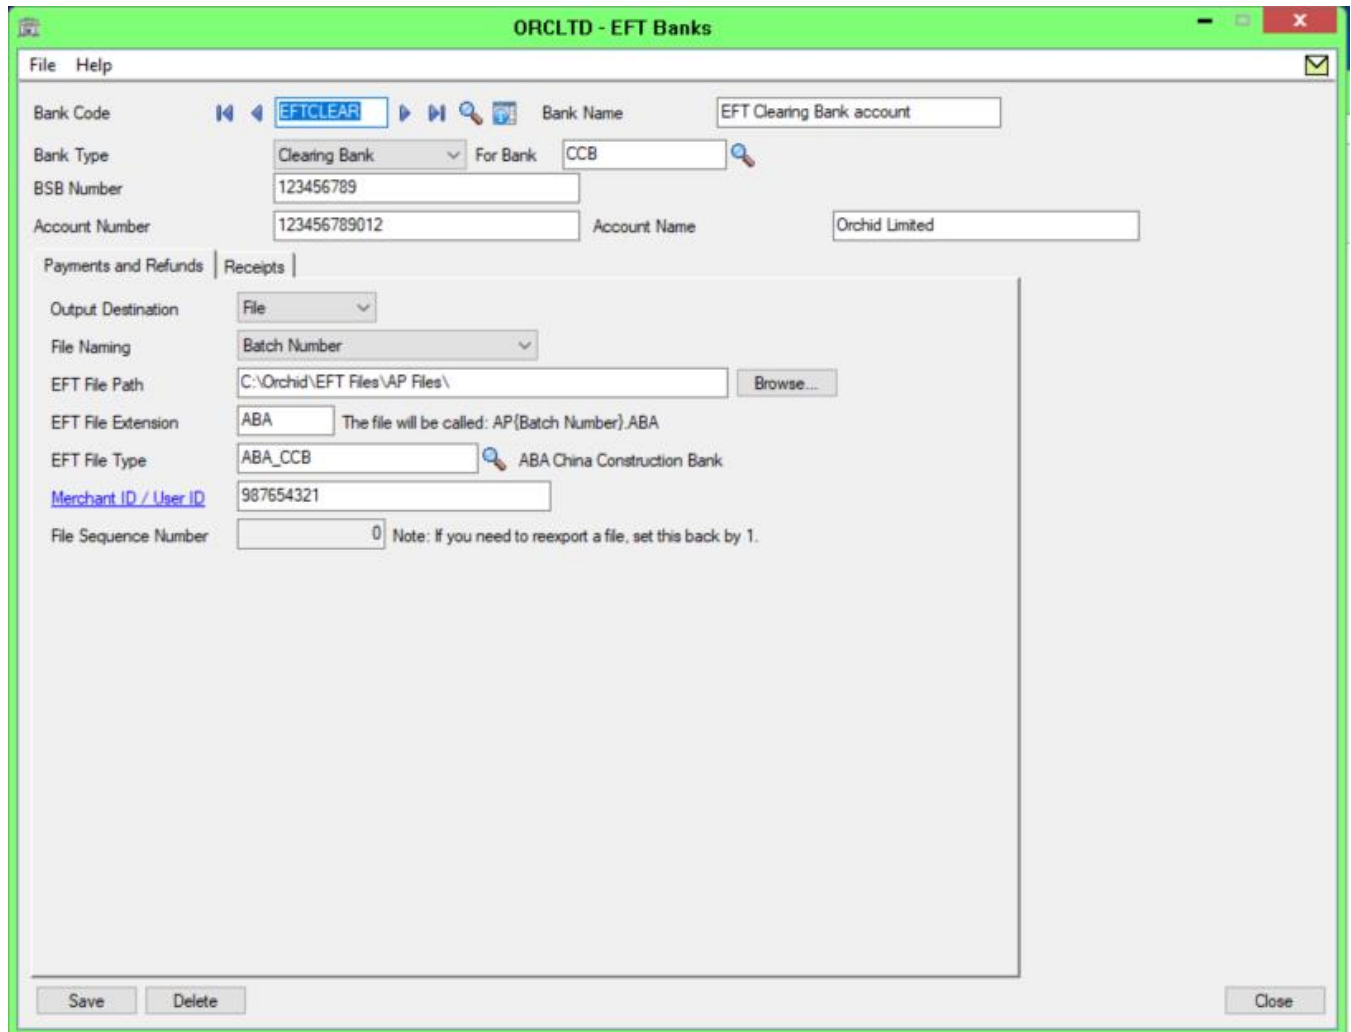 ORCLTD - EFT Banks
File Help
Bank Code EFTCLEAR Bank Name EFT Clearing Bank account
Bank Type Clearing Bank For Bank CCB
BSB Number 123456789
Account Number 123456789012 Account Name Orchid Limited
Payments and Refunds Receipts
Output Destination File
File Naming Batch Number
EFT File Path C:\Orchid\EFT Files\AP Files\ Browse...
EFT File Extension ABA The file will be called: AP{Batch Number}.ABA
EFT File Type ABA_CCB ABA China Construction Bank
Merchant ID / User ID 987654321
File Sequence Number 0 Note: If you need to reexport a file, set this back by 1.
Save Delete Close